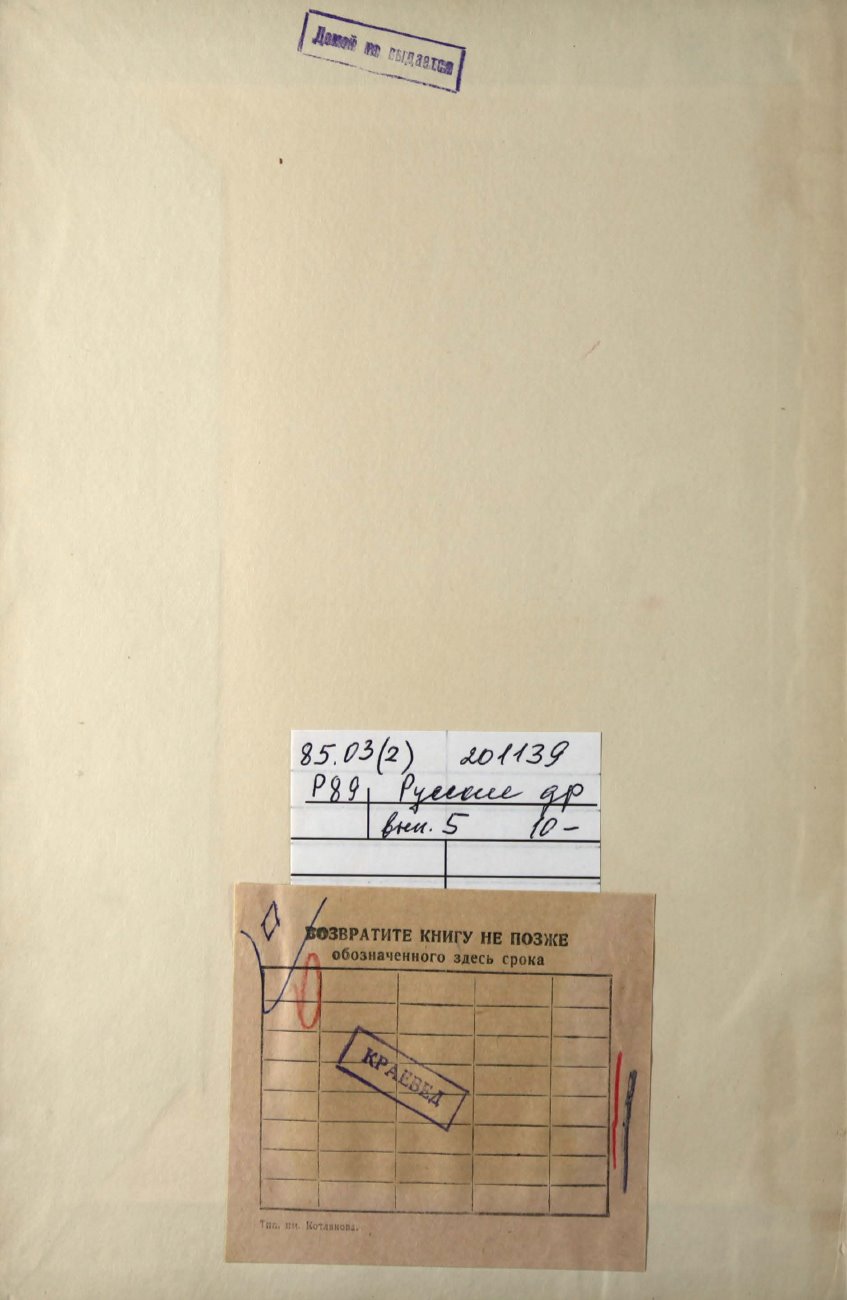 Домой не выдается
85.03(2) 201139
Р89 Русские др
вып. 5 10-
ВОЗВРАТИТЕ КНИГУ НЕ ПОЗЖЕ
обозначенного здесь срока
КРАЕВЕД
Тип. им. Котлякова.